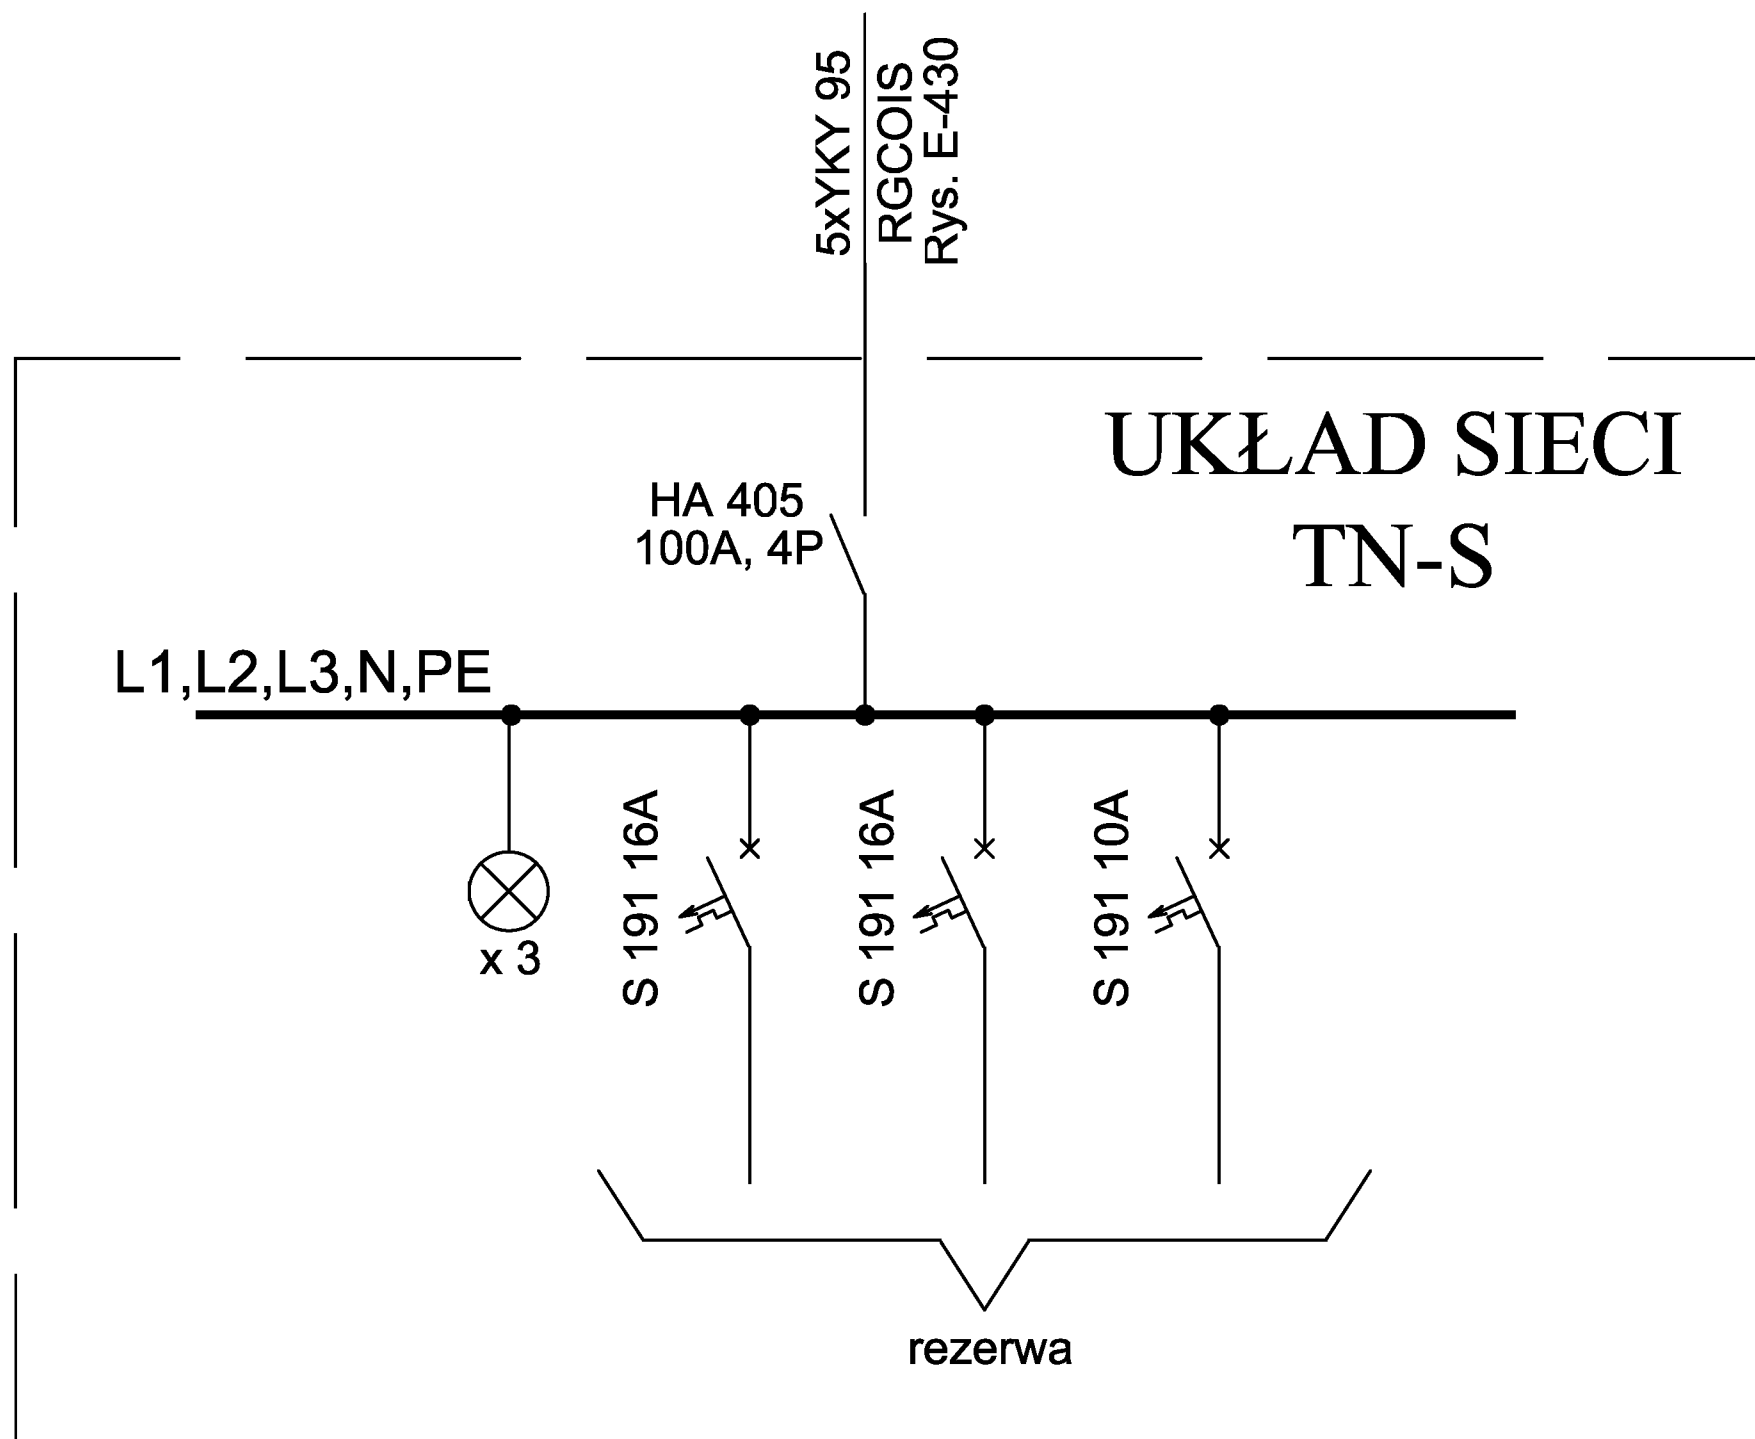 5xYKY 95
RGCOIS
Rys. E-430
UKŁAD SIECI
TN-S
HA 405
100A, 4P
L1,L2,L3,N,PE
S 191 16A
S 191 16A
S 191 10A
x 3
rezerwa